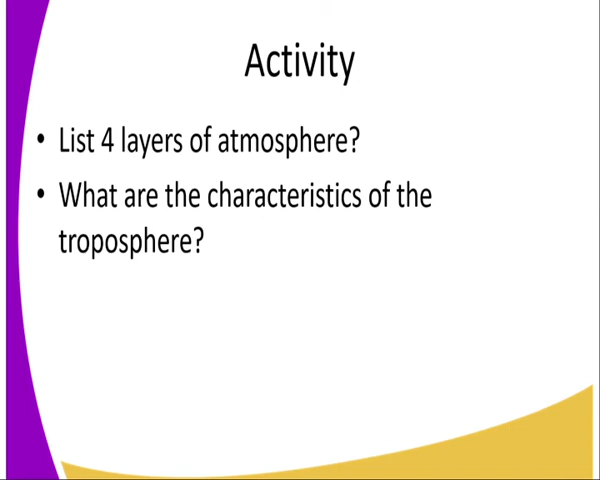 Activity
• List 4 layers of atmosphere?
• What are the characteristics of the
troposphere?